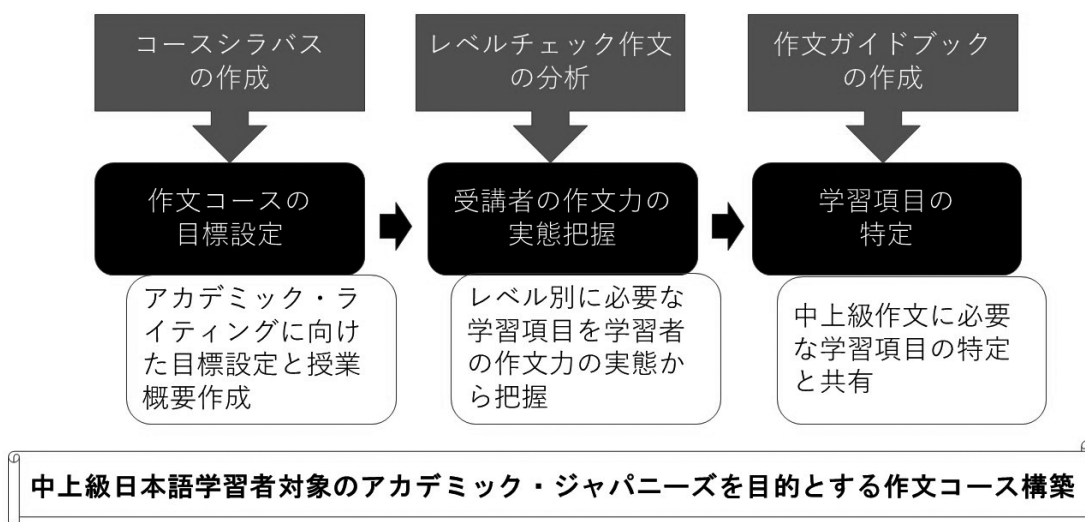 コースシラバス
の作成
レベルチェック作文
の分析
作文ガイドブック
の作成
作文コースの
目標設定
受講者の作文力の
実態把握
学習項目の
特定
アカデミック・ラ
イティングに向け
た目標設定と授業
概要作成
レベル別に必要な
学習項目を学習者
の作文力の実態か
ら把握
中上級作文に必要
な学習項目の特定
と共有
中上級日本語学習者対象のアカデミック・ジャパニーズを目的とする作文コース構築